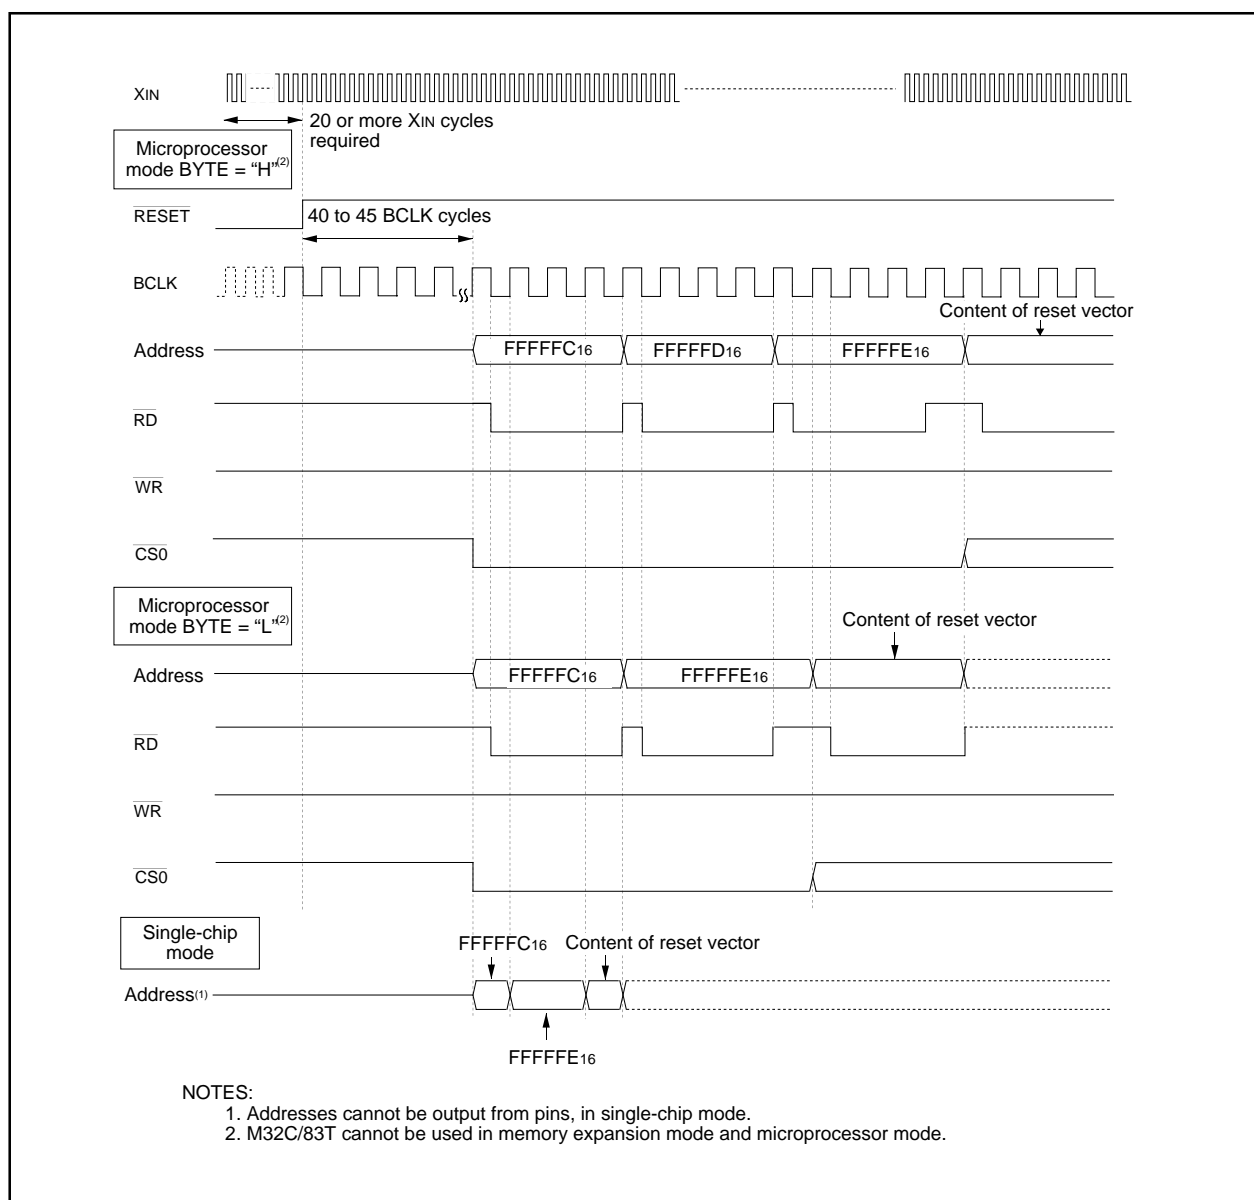 XIN
20 or more XIN cycles
required
Microprocessor
mode BYTE = “H”(2)
RESET
40 to 45 BCLK cycles
BCLK
Content of reset vector
Address
FFFFFC16
FFFFFD16
FFFFFE16
RD
WR
CS0
Microprocessor
mode BYTE = “L”(2)
Content of reset vector
Address
FFFFFC16
FFFFFE16
RD
WR
CS0
Single-chip
mode
FFFFFC16
Content of reset vector
Address(1)
FFFFFE16
NOTES:
1. Addresses cannot be output from pins, in single-chip mode.
2. M32C/83T cannot be used in memory expansion mode and microprocessor mode.